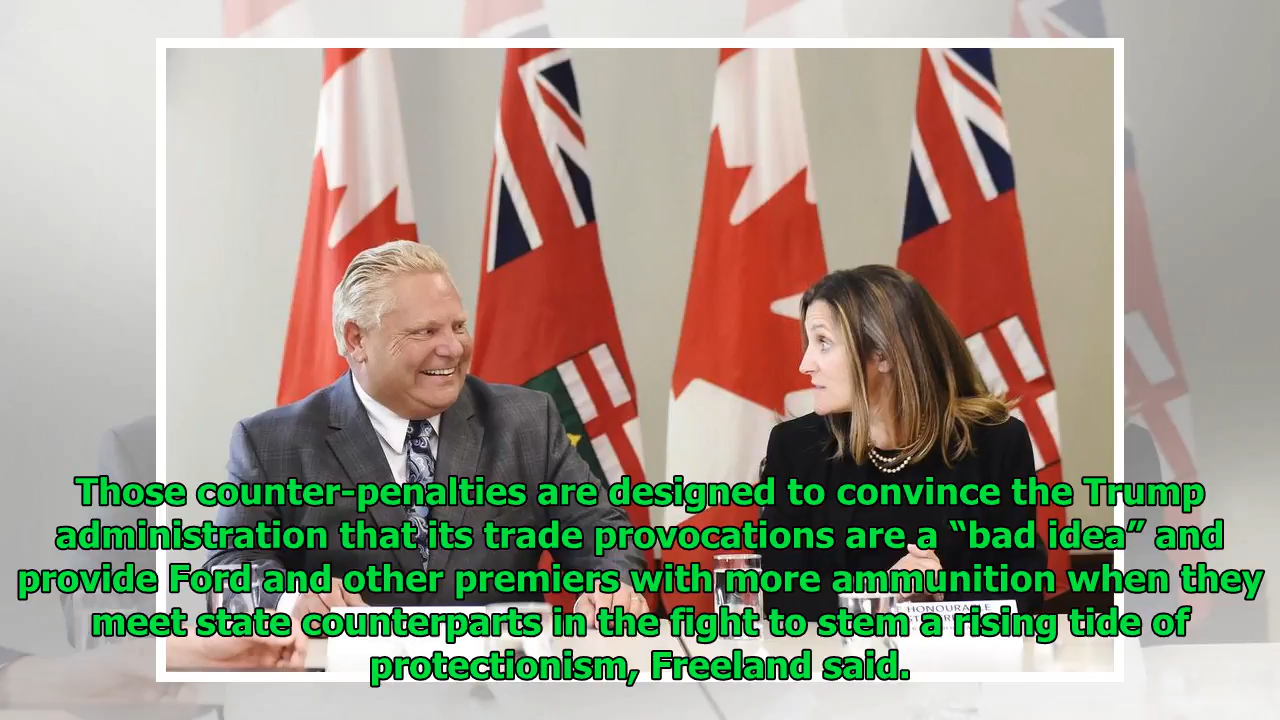 Those counter-penalties are designed to convince the Trump
administration that its trade provocations are a “bad idea” and
provide Ford and other premiers with more ammunition when they
meet state counterparts in the fight to stem a rising tide of
protectionism, Freeland said.
HONOURABLE